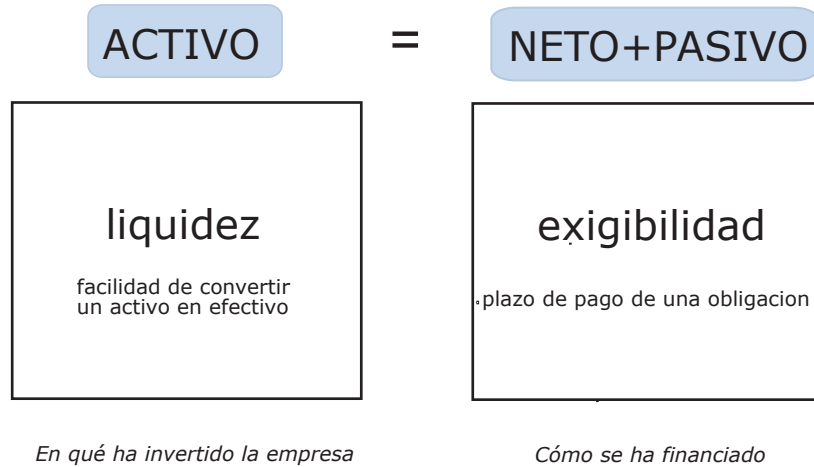 ACTIVO = NETO+PASIVO
liquidez
facilidad de convertir
un activo en efectivo
exigibilidad
plazo de pago de una obligacion
En qué ha invertido la empresa
Cómo se ha financiado